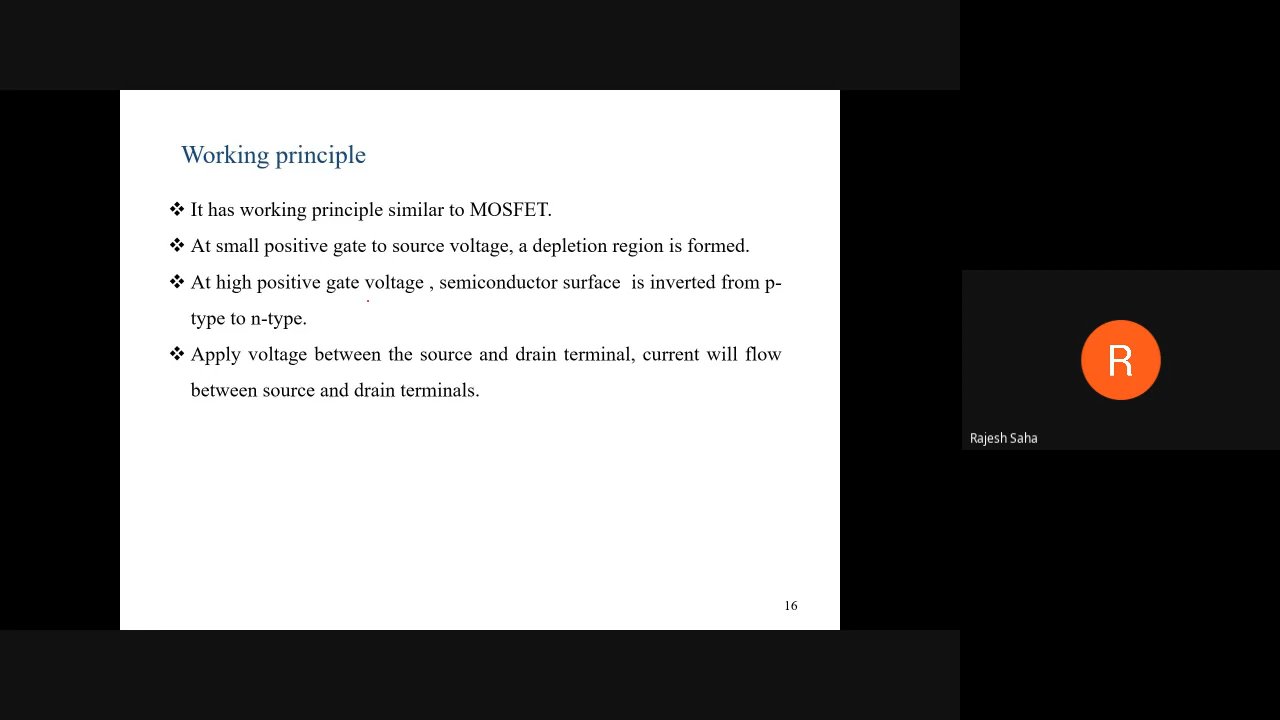 Working principle
❖ It has working principle similar to MOSFET.
❖ At small positive gate to source voltage, a depletion region is formed.
❖ At high positive gate voltage , semiconductor surface  is inverted from p-
type to n-type.
❖ Apply voltage between the source and drain terminal, current will flow
between source and drain terminals.
16
R
Rajesh Saha